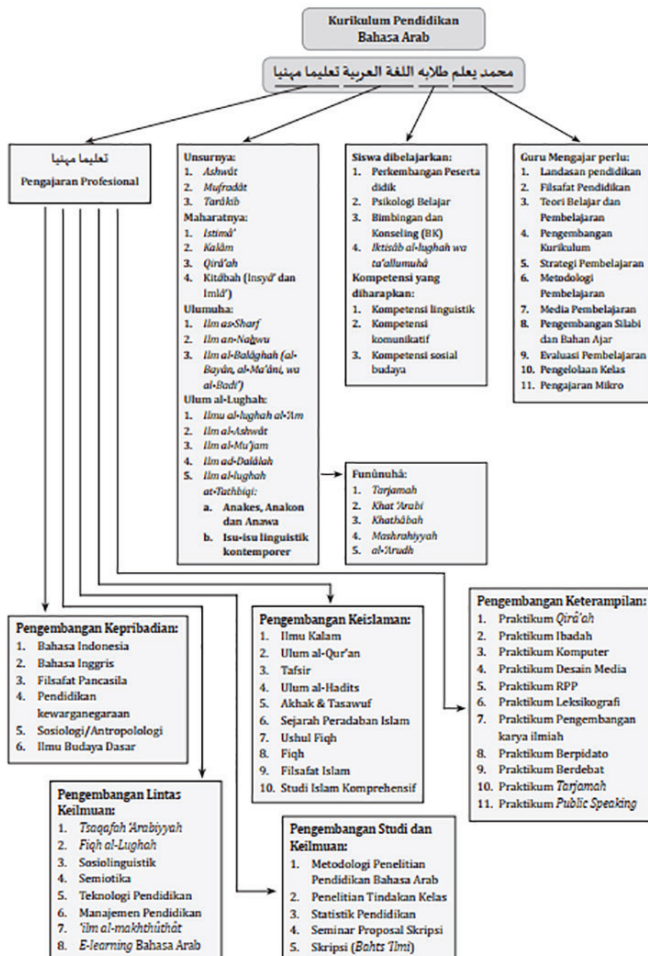 Kurikulum Pendidikan
Bahasa Arab
محمد يعلم طلابه اللغة العربية تعليما مهنيا
تعليما مهنيا
Pengajaran Profesional
Unsurnya:
1. Ashwât
2. Mufradât
3. Tarâkib
Maharatnya:
1. Istimâ'
2. Kalâm
3. Qirâ'ah
4. Kitâbah (Insyâ' dan
Imlâ')
Ulumuha:
1. Ilm as-Sharf
2. Ilm an-Nahwu
3. Ilm al-Balâghah (al-
Bayân, al-Ma'âni, wa
al-Badi')
Ulum al-Lughah:
1. Ilmu al-lughah al-'Am
2. Ilm al-Ashwât
3. Ilm al-Mu'jam
4. Ilm ad-Dalâlah
5. Ilm al-lughah
at-Tathbiqi:
a. Anakes, Anakon
dan Anawa
b. Isu-isu linguistik
kontemporer
Siswa dibelajarkan:
1. Perkembangan Peserta
didik
2. Psikologi Belajar
3. Bimbingan dan
Konseling (BK)
4. Iktisâb al-lughah wa
ta'allumuhâ
Kompetensi yang
diharapkan:
1. Kompetensi linguistik
2. Kompetensi
komunikatif
3. Kompetensi sosial
budaya
Guru Mengajar perlu:
1. Landasan pendidikan
2. Filsafat Pendidikan
3. Teori Belajar dan
Pembelajaran
4. Pengembangan
Kurikulum
5. Strategi Pembelajaran
6. Metodologi
Pembelajaran
7. Media Pembelajaran
8. Pengembangan Silabi
dan Bahan Ajar
9. Evaluasi Pembelajaran
10. Pengelolaan Kelas
11. Pengajaran Mikro
Funûnuhâ:
1. Tarjamah
2. Khat 'Arabi
3. Khathâbah
4. Mashrahiyyah
5. al-'Arudh
Pengembangan Kepribadian:
1. Bahasa Indonesia
2. Bahasa Inggris
3. Filsafat Pancasila
4. Pendidikan
kewarganegaraan
5. Sosiologi/Antropolologi
6. Ilmu Budaya Dasar
Pengembangan Keislaman:
1. Ilmu Kalam
2. Ulum al-Qur'an
3. Tafsir
4. Ulum al-Hadits
5. Akhak & Tasawuf
6. Sejarah Peradaban Islam
7. Ushul Fiqh
8. Fiqh
9. Filsafat Islam
10. Studi Islam Komprehensif
Pengembangan Keterampilan:
1. Praktikum Qirâ'ah
2. Praktikum Ibadah
3. Praktikum Komputer
4. Praktikum Desain Media
5. Praktikum RPP
6. Praktikum Leksikografi
7. Praktikum Pengembangan
karya ilmiah
8. Praktikum Berpidato
9. Praktikum Berdebat
10. Praktikum Tarjamah
11. Praktikum Public Speaking
Pengembangan Lintas
Keilmuan:
1. Tsaqafah 'Arabiyyah
2. Fiqh al-Lughah
3. Sosiolinguistik
4. Semiotika
5. Teknologi Pendidikan
6. Manajemen Pendidikan
7. 'ilm al-makhthûthât
8. E-learning Bahasa Arab
Pengembangan Studi dan
Keilmuan:
1. Metodologi Penelitian
Pendidikan Bahasa Arab
2. Penelitian Tindakan Kelas
3. Statistik Pendidikan
4. Seminar Proposal Skripsi
5. Skripsi (Bahts 'Ilmi)